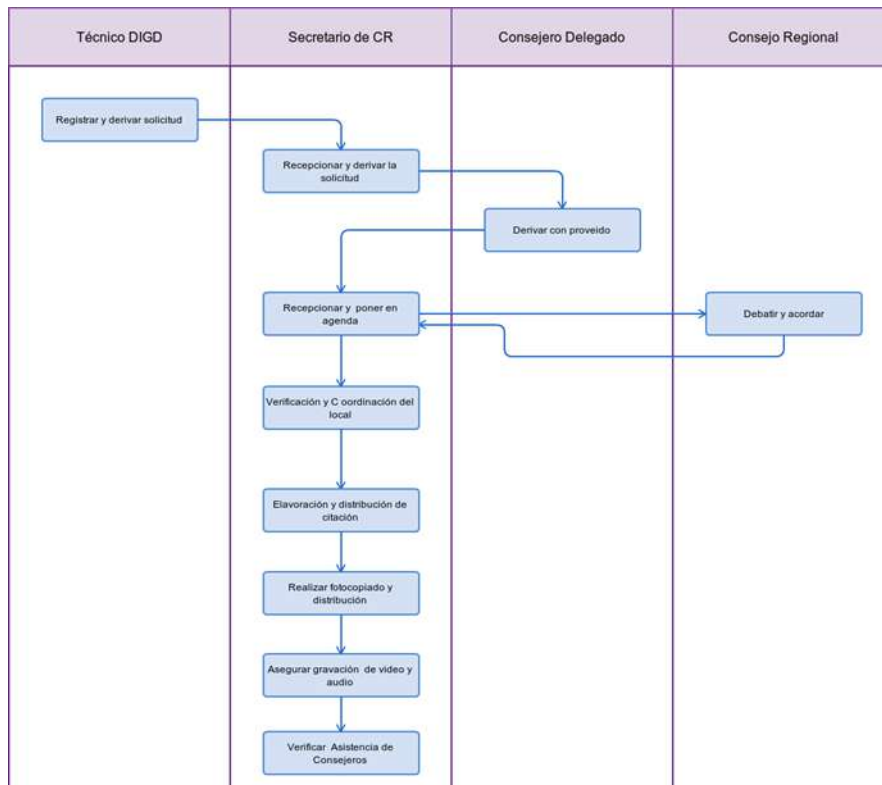 Técnico DIGD
Secretario de CR
Consejero Delegado
Consejo Regional
Registrar y derivar solicitud
Recepcionar y derivar la
solicitud
Derivar con proveido
Recepcionar y poner en
agenda
Debatir y acordar
Verificación y C oordinación del
local
Elavoración y distribución de
citación
Realizar fotocopiado y
distribución
Asegurar gravación de video y
audio
Verificar Asistencia de
Consejeros